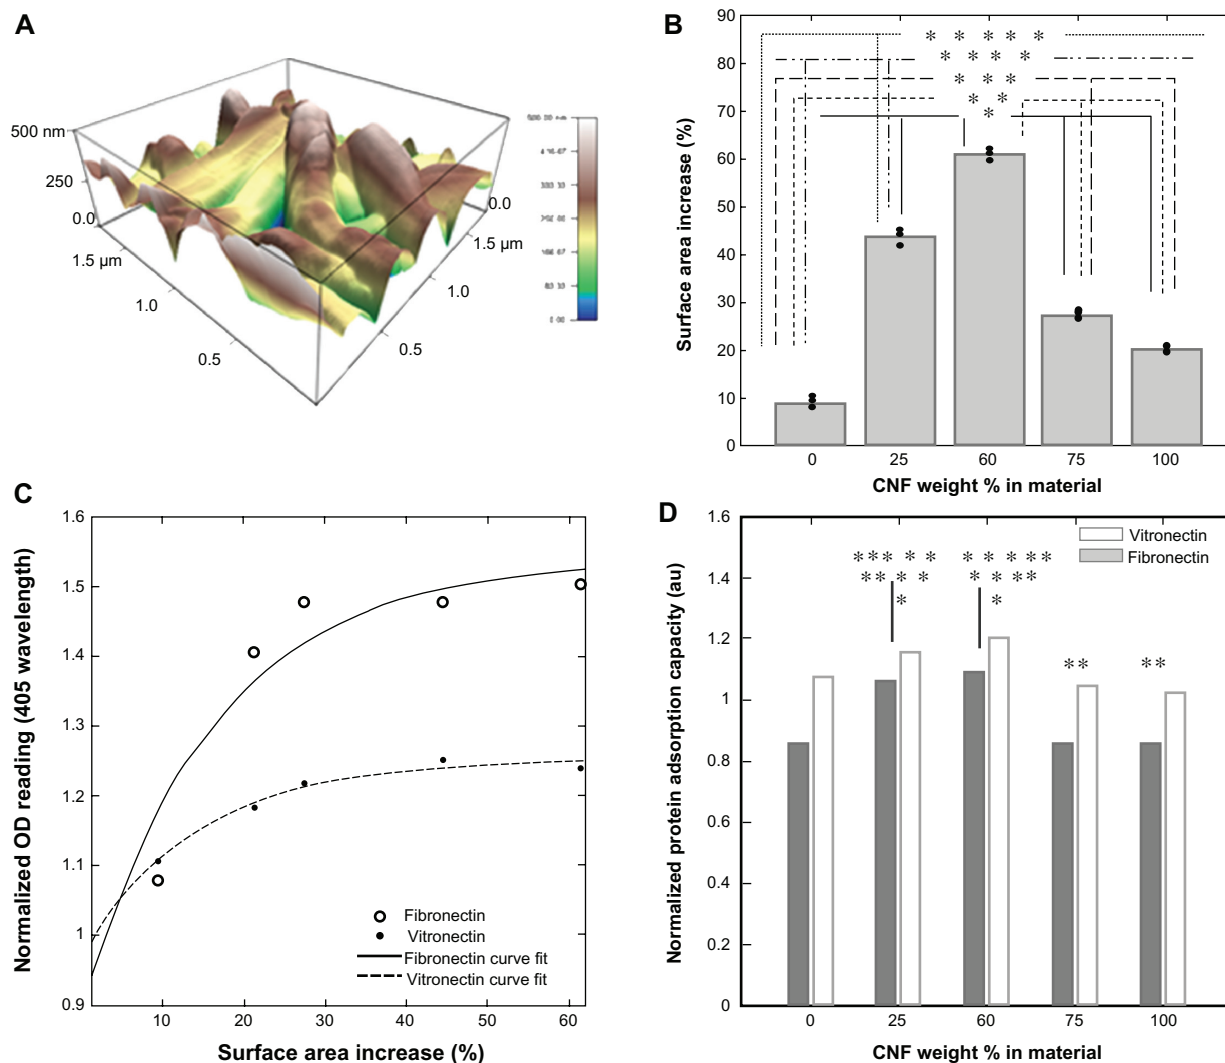 A
500 nm
250
0.0
1.5 µm
1.0
0.5
0.5
1.0
1.5 µm
0.0
B
Surface area increase (%)
90
80
70
60
50
40
30
20
10
0
* * * * *
* * * *
* * *
* *
*
0 25 60 75 100
CNF weight % in material
C
Normalized OD reading (405 wavelength)
1.6
1.5
1.4
1.3
1.2
1.1
1
0.9
Fibronectin
Vitronectin
Fibronectin curve fit
Vitronectin curve fit
10 20 30 40 50 60
Surface area increase (%)
D
Normalized protein adsorption capacity (au)
1.6
1.4
1.2
1
0.8
0.6
0.4
0.2
0
Vitronectin
Fibronectin
*** * * * * * **
** * * * * **
* *
** **
0 25 60 75 100
CNF weight % in material